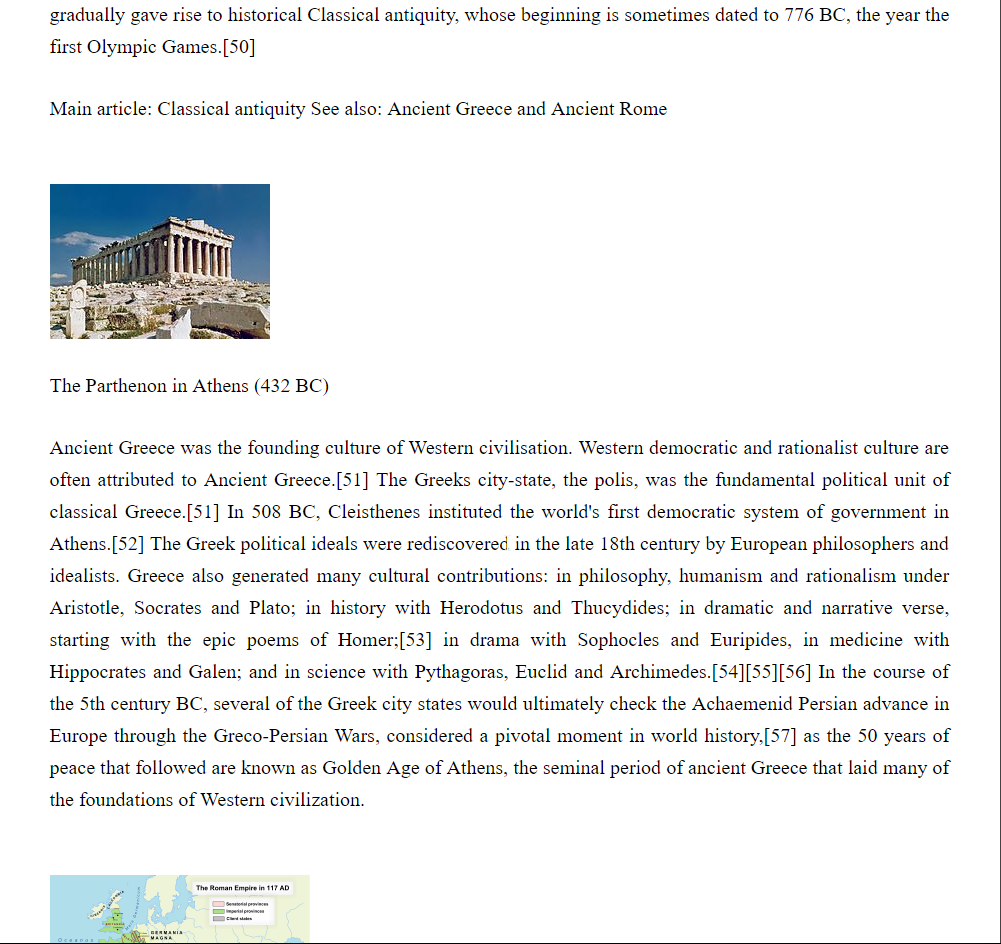 gradually gave rise to historical Classical antiquity, whose beginning is sometimes dated to 776 BC, the year the
first Olympic Games.[50]
Main article: Classical antiquity See also: Ancient Greece and Ancient Rome
The Parthenon in Athens (432 BC)
Ancient Greece was the founding culture of Western civilisation. Western democratic and rationalist culture are
often attributed to Ancient Greece.[51] The Greeks city-state, the polis, was the fundamental political unit of
classical Greece.[51] In 508 BC, Cleisthenes instituted the world's first democratic system of government in
Athens.[52] The Greek political ideals were rediscovered in the late 18th century by European philosophers and
idealists. Greece also generated many cultural contributions: in philosophy, humanism and rationalism under
Aristotle, Socrates and Plato; in history with Herodotus and Thucydides; in dramatic and narrative verse,
starting with the epic poems of Homer;[53] in drama with Sophocles and Euripides, in medicine with
Hippocrates and Galen; and in science with Pythagoras, Euclid and Archimedes.[54][55][56] In the course of
the 5th century BC, several of the Greek city states would ultimately check the Achaemenid Persian advance in
Europe through the Greco-Persian Wars, considered a pivotal moment in world history,[57] as the 50 years of
peace that followed are known as Golden Age of Athens, the seminal period of ancient Greece that laid many of
the foundations of Western civilization.
The Roman Empire in 117 AD
Senatorial provinces
Imperial provinces
Client states
GERMANIA
MAGNA
Oceanus